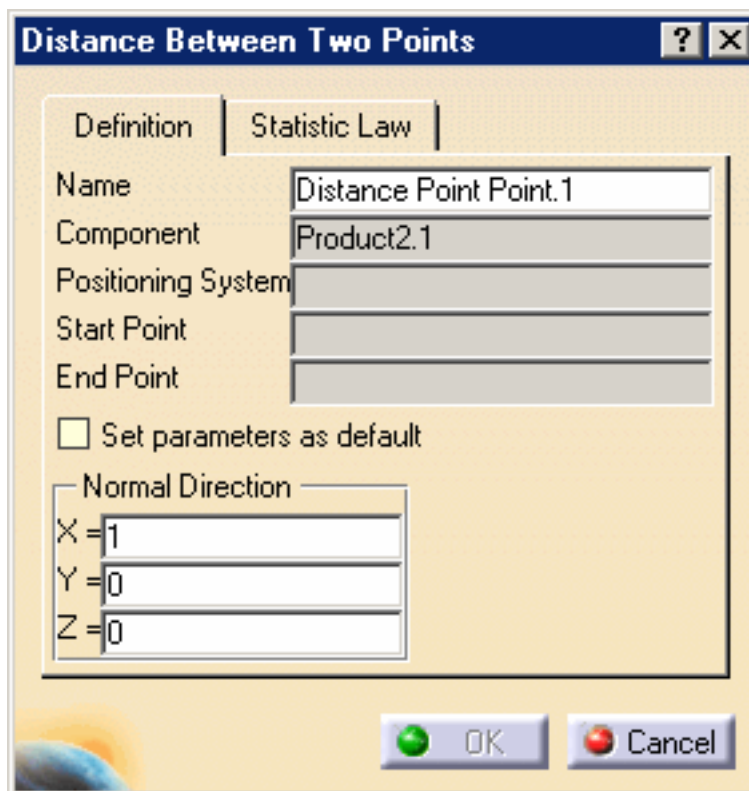 Distance Between Two Points ? X
Definition Statistic Law
Name Distance Point Point.1
Component Product2.1
Positioning System
Start Point
End Point
Set parameters as default
Normal Direction
X = 1
Y = 0
Z = 0
OK Cancel